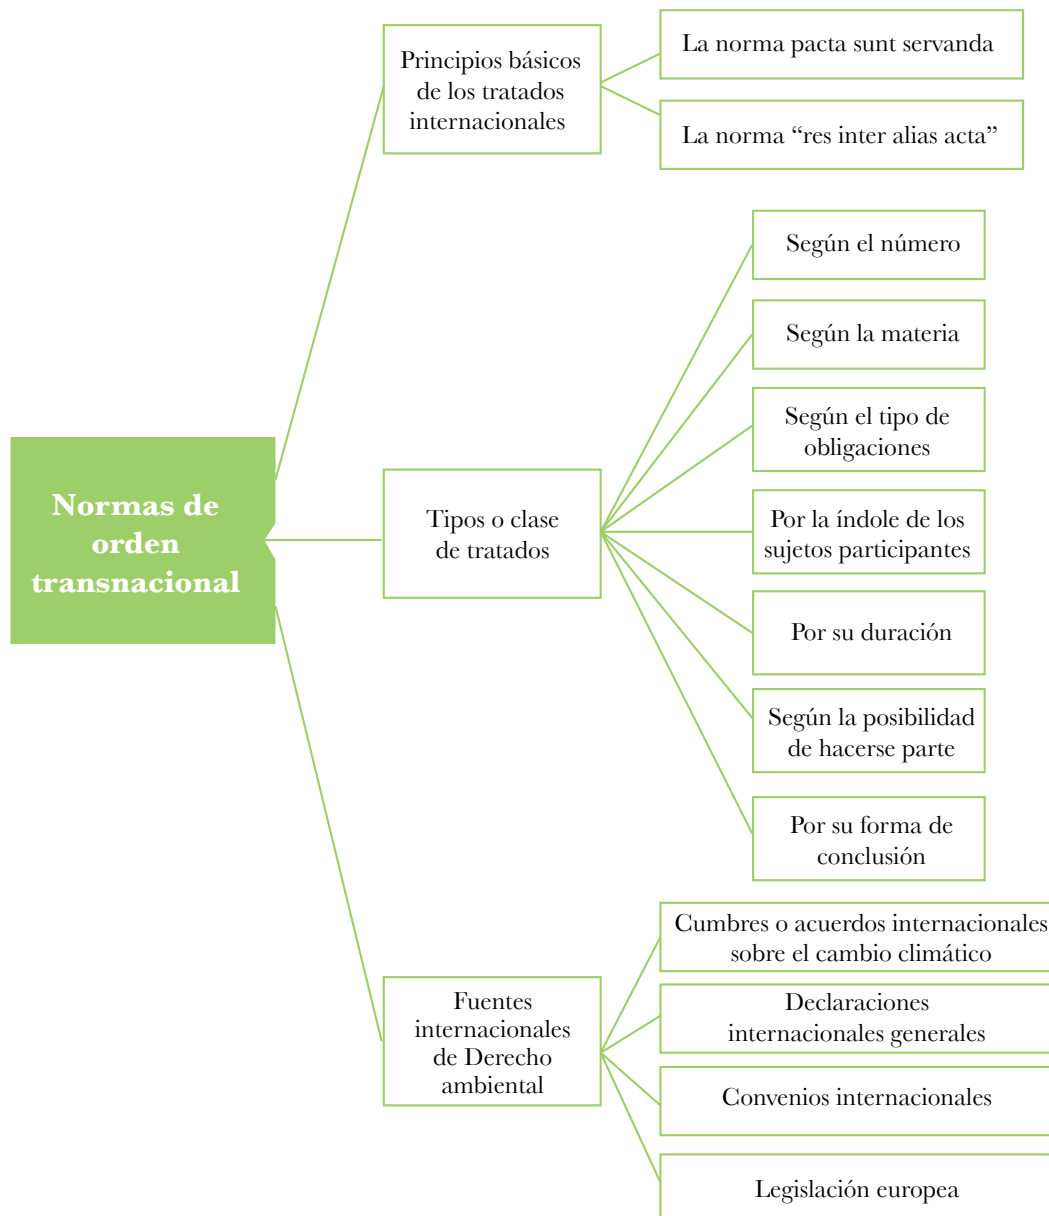 Normas de
orden
transnacional
Principios básicos
de los tratados
internacionales
La norma pacta sunt servanda
La norma “res inter alias acta”
Tipos o clase
de tratados
Según el número
Según la materia
Según el tipo de
obligaciones
Por la índole de los
sujetos participantes
Por su duración
Según la posibilidad
de hacerse parte
Por su forma de
conclusión
Fuentes
internacionales
de Derecho
ambiental
Cumbres o acuerdos internacionales
sobre el cambio climático
Declaraciones
internacionales generales
Convenios internacionales
Legislación europea